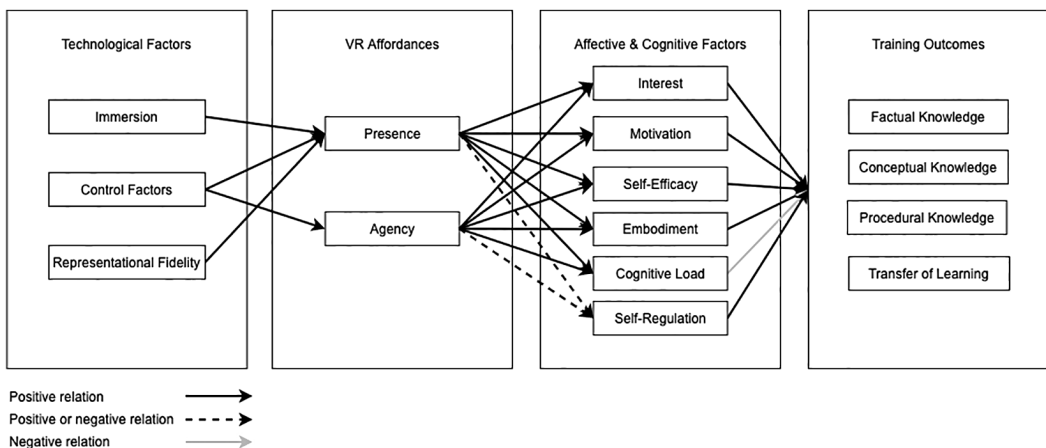 Technological Factors
Immersion
Control Factors
Representational Fidelity
VR Affordances
Presence
Agency
Affective & Cognitive Factors
Interest
Motivation
Self-Efficacy
Embodiment
Cognitive Load
Self-Regulation
Training Outcomes
Factual Knowledge
Conceptual Knowledge
Procedural Knowledge
Transfer of Learning
Positive relation
Positive or negative relation
Negative relation